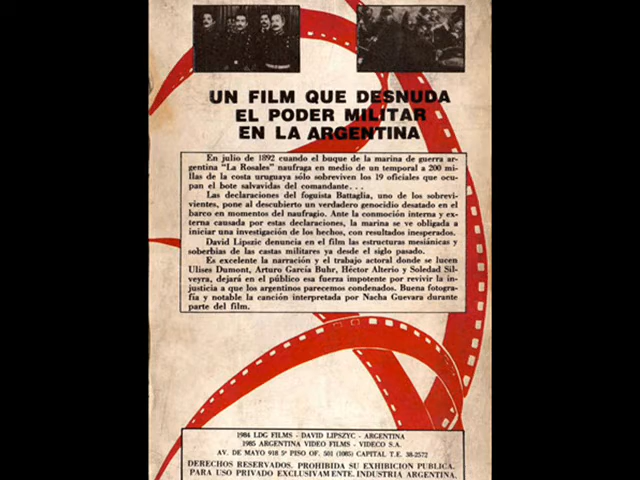 UN FILM QUE DESNUDA
EL PODER MILITAR
EN LA ARGENTINA
En julio de 1892 cuando el buque de la marina de guerra ar-
gentina "La Rosales" naufraga en medio de un temporal a 200 mi-
llas de la costa uruguaya sólo sobreviven los 19 oficiales que ocu-
pan el bote salvavidas del comandante...
Las declaraciones del foguista Battaglia, uno de los sobrevi-
vientes, pone al descubierto un verdadero genocidio desatado en el
barco en momentos del naufragio. Ante la conmoción interna y ex-
terna causada por estas declaraciones, la marina se ve obligada a
iniciar una investigación de los hechos, con resultados inesperados.
David Lipszic denuncia en el film las estructuras mesiánicas y
soberbias de las castas militares ya desde el siglo pasado.
Es excelente la narración y el trabajo actoral donde se lucen
Ulises Dumont, Arturo García Buhr, Héctor Alterio y Soledad Sil-
veyra, dejará en el público esa fuerza impotente por revivir la in-
justicia a que los argentinos parecemos condenados. Buena fotogra-
fía y notable la canción interpretada por Nacha Guevara durante
parte del film.
1984 LDG FILMS - DAVID LIPSZYC - ARGENTINA
1985 ARGENTINA VIDEO FILMS - VIDECO S.A.
AV. DE MAYO 918 5º PISO OF. 501 (1085) CAPITAL T.E. 38-2572
DERECHOS RESERVADOS. PROHIBIDA SU EXHIBICION PUBLICA.
PARA USO PRIVADO EXCLUSIVAMENTE. INDUSTRIA ARGENTINA.